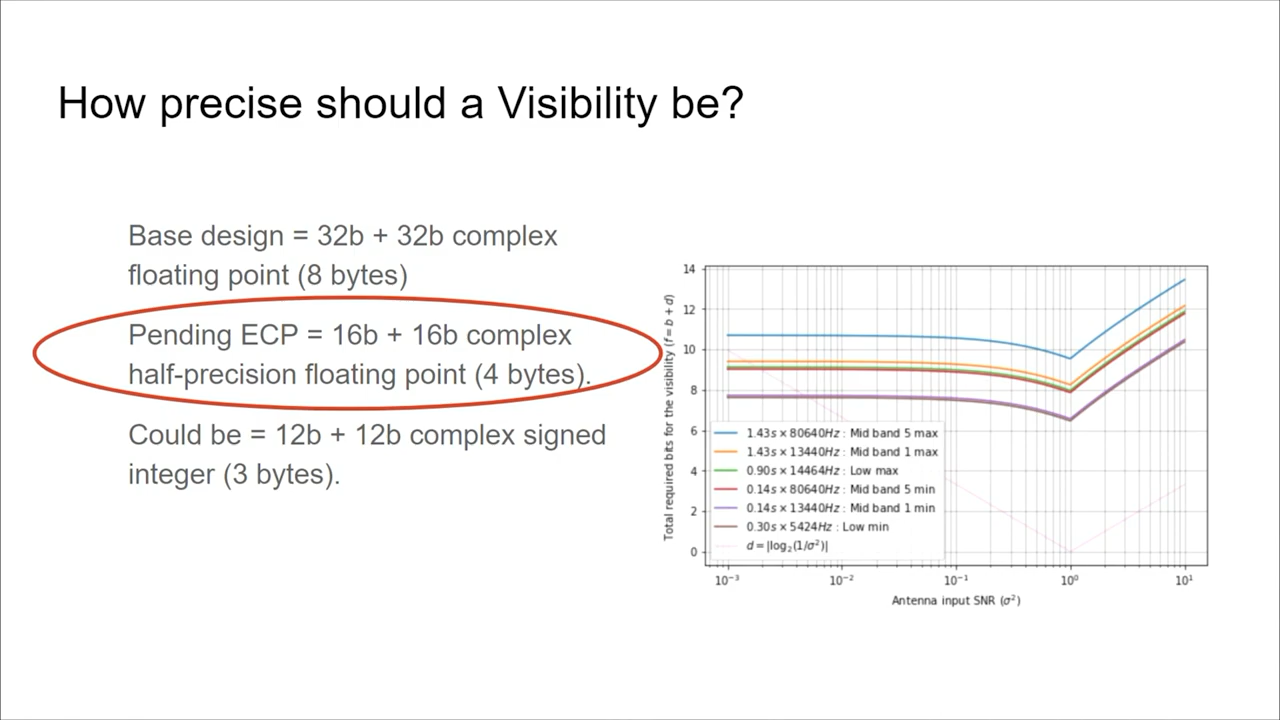 How precise should a Visibility be?
Base design = 32b + 32b complex
floating point (8 bytes)
Pending ECP = 16b + 16b complex
half-precision floating point (4 bytes).
Could be = 12b + 12b complex signed
integer (3 bytes).
Total required bits for the visibility (f = b + d)
14
12
10
8
6
4
2
0
1.43s × 80640Hz : Mid band 5 max
1.43s × 13440Hz : Mid band 1 max
0.90s × 14464Hz : Low max
0.14s × 80640Hz : Mid band 5 min
0.14s × 13440Hz : Mid band 1 min
0.30s × 5424Hz : Low min
d = |log₂(1/σ²)|
10⁻³ 10⁻² 10⁻¹ 10⁰ 10¹
Antenna input SNR (σ²)